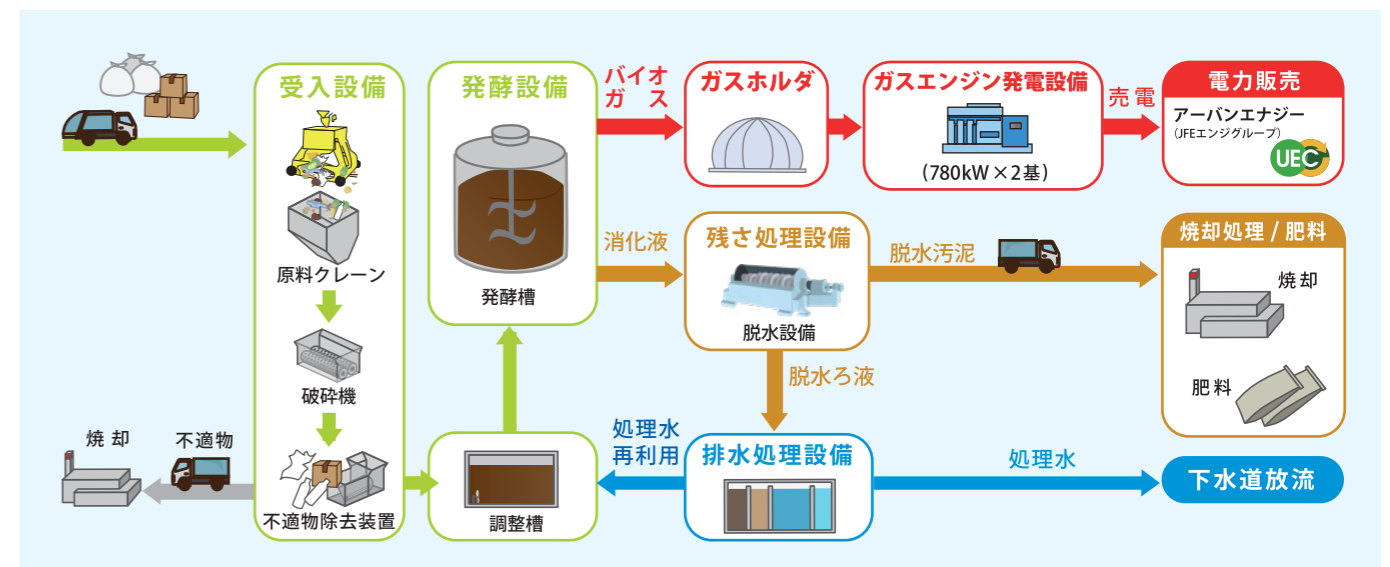 受入設備
原料クレーン
破砕機
不適物除去装置
不適物
焼却
調整槽
発酵設備
発酵槽
バイオ
ガス
ガスホルダ
ガスエンジン発電設備
(780kW×2基)
売電
電力販売
アーバンエナジー
(JFEエンジグループ)
UEC
消化液
残さ処理設備
脱水設備
脱水汚泥
焼却処理 / 肥料
焼却
肥料
脱水ろ液
処理水
再利用
排水処理設備
処理水
下水道放流